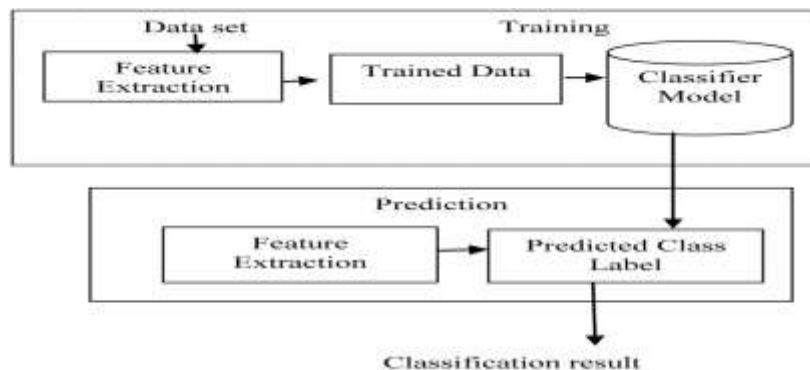 Data set
Training
Feature
Extraction
Trained Data
Classifier
Model
Prediction
Feature
Extraction
Predicted Class
Label
Classification result